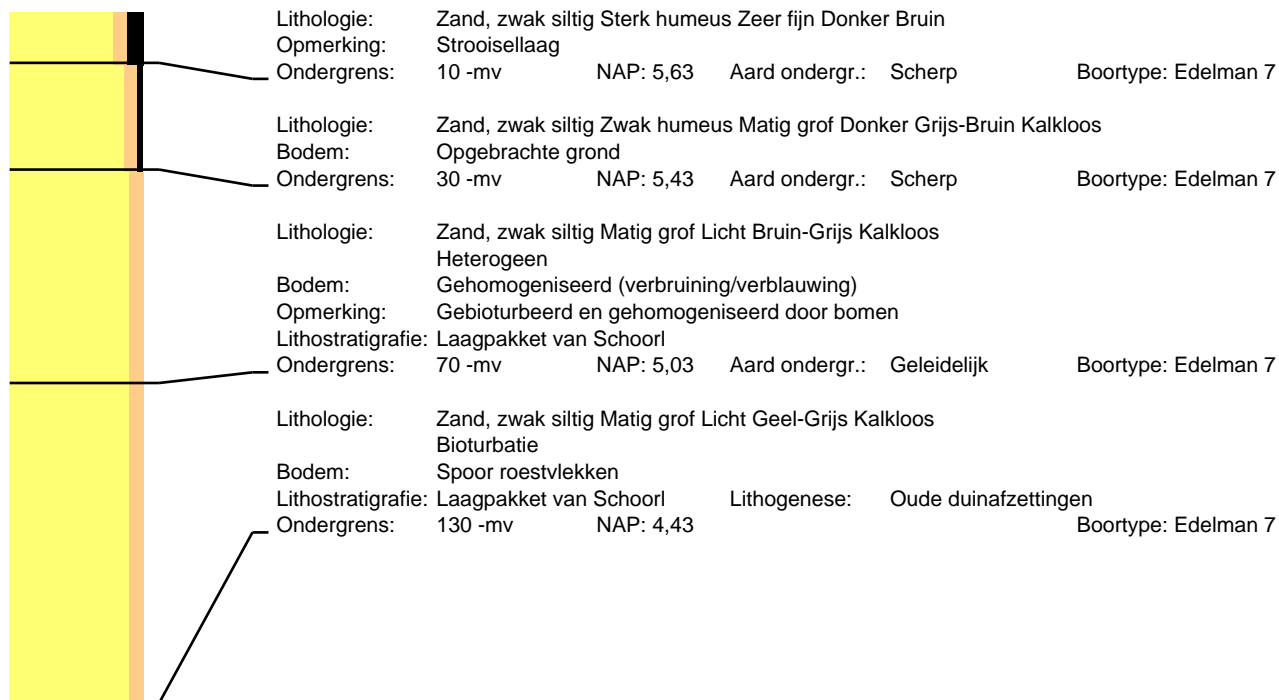 Lithologie: Zand, zwak siltig Sterk humeus Zeer fijn Donker Bruin
Opmerking: Strooisellaag
Ondergrens: 10 -mv NAP: 5,63 Aard ondergr.: Scherp Boortype: Edelman 7
Lithologie: Zand, zwak siltig Zwak humeus Matig grof Donker Grijs-Bruin Kalkloos
Bodem: Opgebrachte grond
Ondergrens: 30 -mv NAP: 5,43 Aard ondergr.: Scherp Boortype: Edelman 7
Lithologie: Zand, zwak siltig Matig grof Licht Bruin-Grijs Kalkloos
Heterogeen
Bodem: Gehomogeniseerd (verbruining/verblauwing)
Opmerking: Gebioturbeerd en gehomogeniseerd door bomen
Lithostratigrafie: Laagpakket van Schoorl
Ondergrens: 70 -mv NAP: 5,03 Aard ondergr.: Geleidelijk Boortype: Edelman 7
Lithologie: Zand, zwak siltig Matig grof Licht Geel-Grijs Kalkloos
Bioturbatie
Bodem: Spoor roestvlekken
Lithostratigrafie: Laagpakket van Schoorl Lithogenese: Oude duinafzettingen
Ondergrens: 130 -mv NAP: 4,43 Boortype: Edelman 7